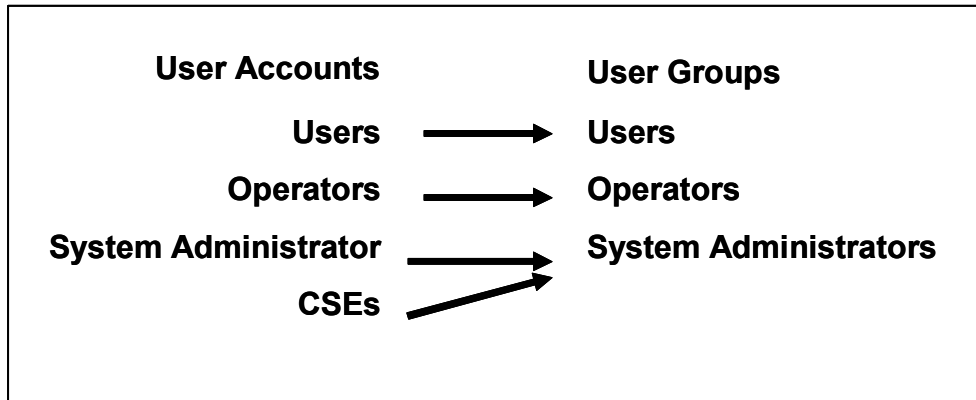 User Accounts
User Groups
Users
Users
Operators
Operators
System Administrator
System Administrators
CSEs